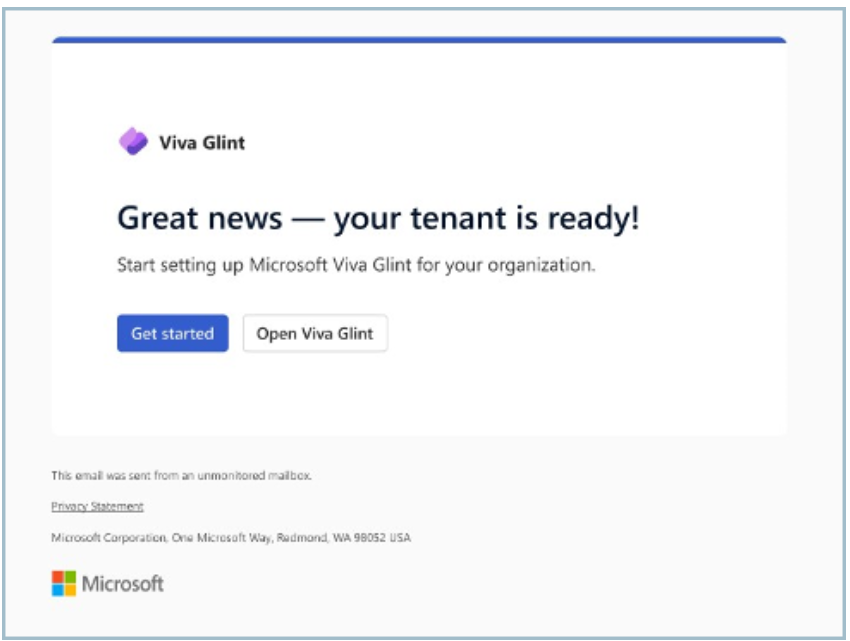 Viva Glint
Great news — your tenant is ready!
Start setting up Microsoft Viva Glint for your organization.
Get started
Open Viva Glint
This email was sent from an unmonitored mailbox.
Privacy Statement
Microsoft Corporation, One Microsoft Way, Redmond, WA 98052 USA
Microsoft